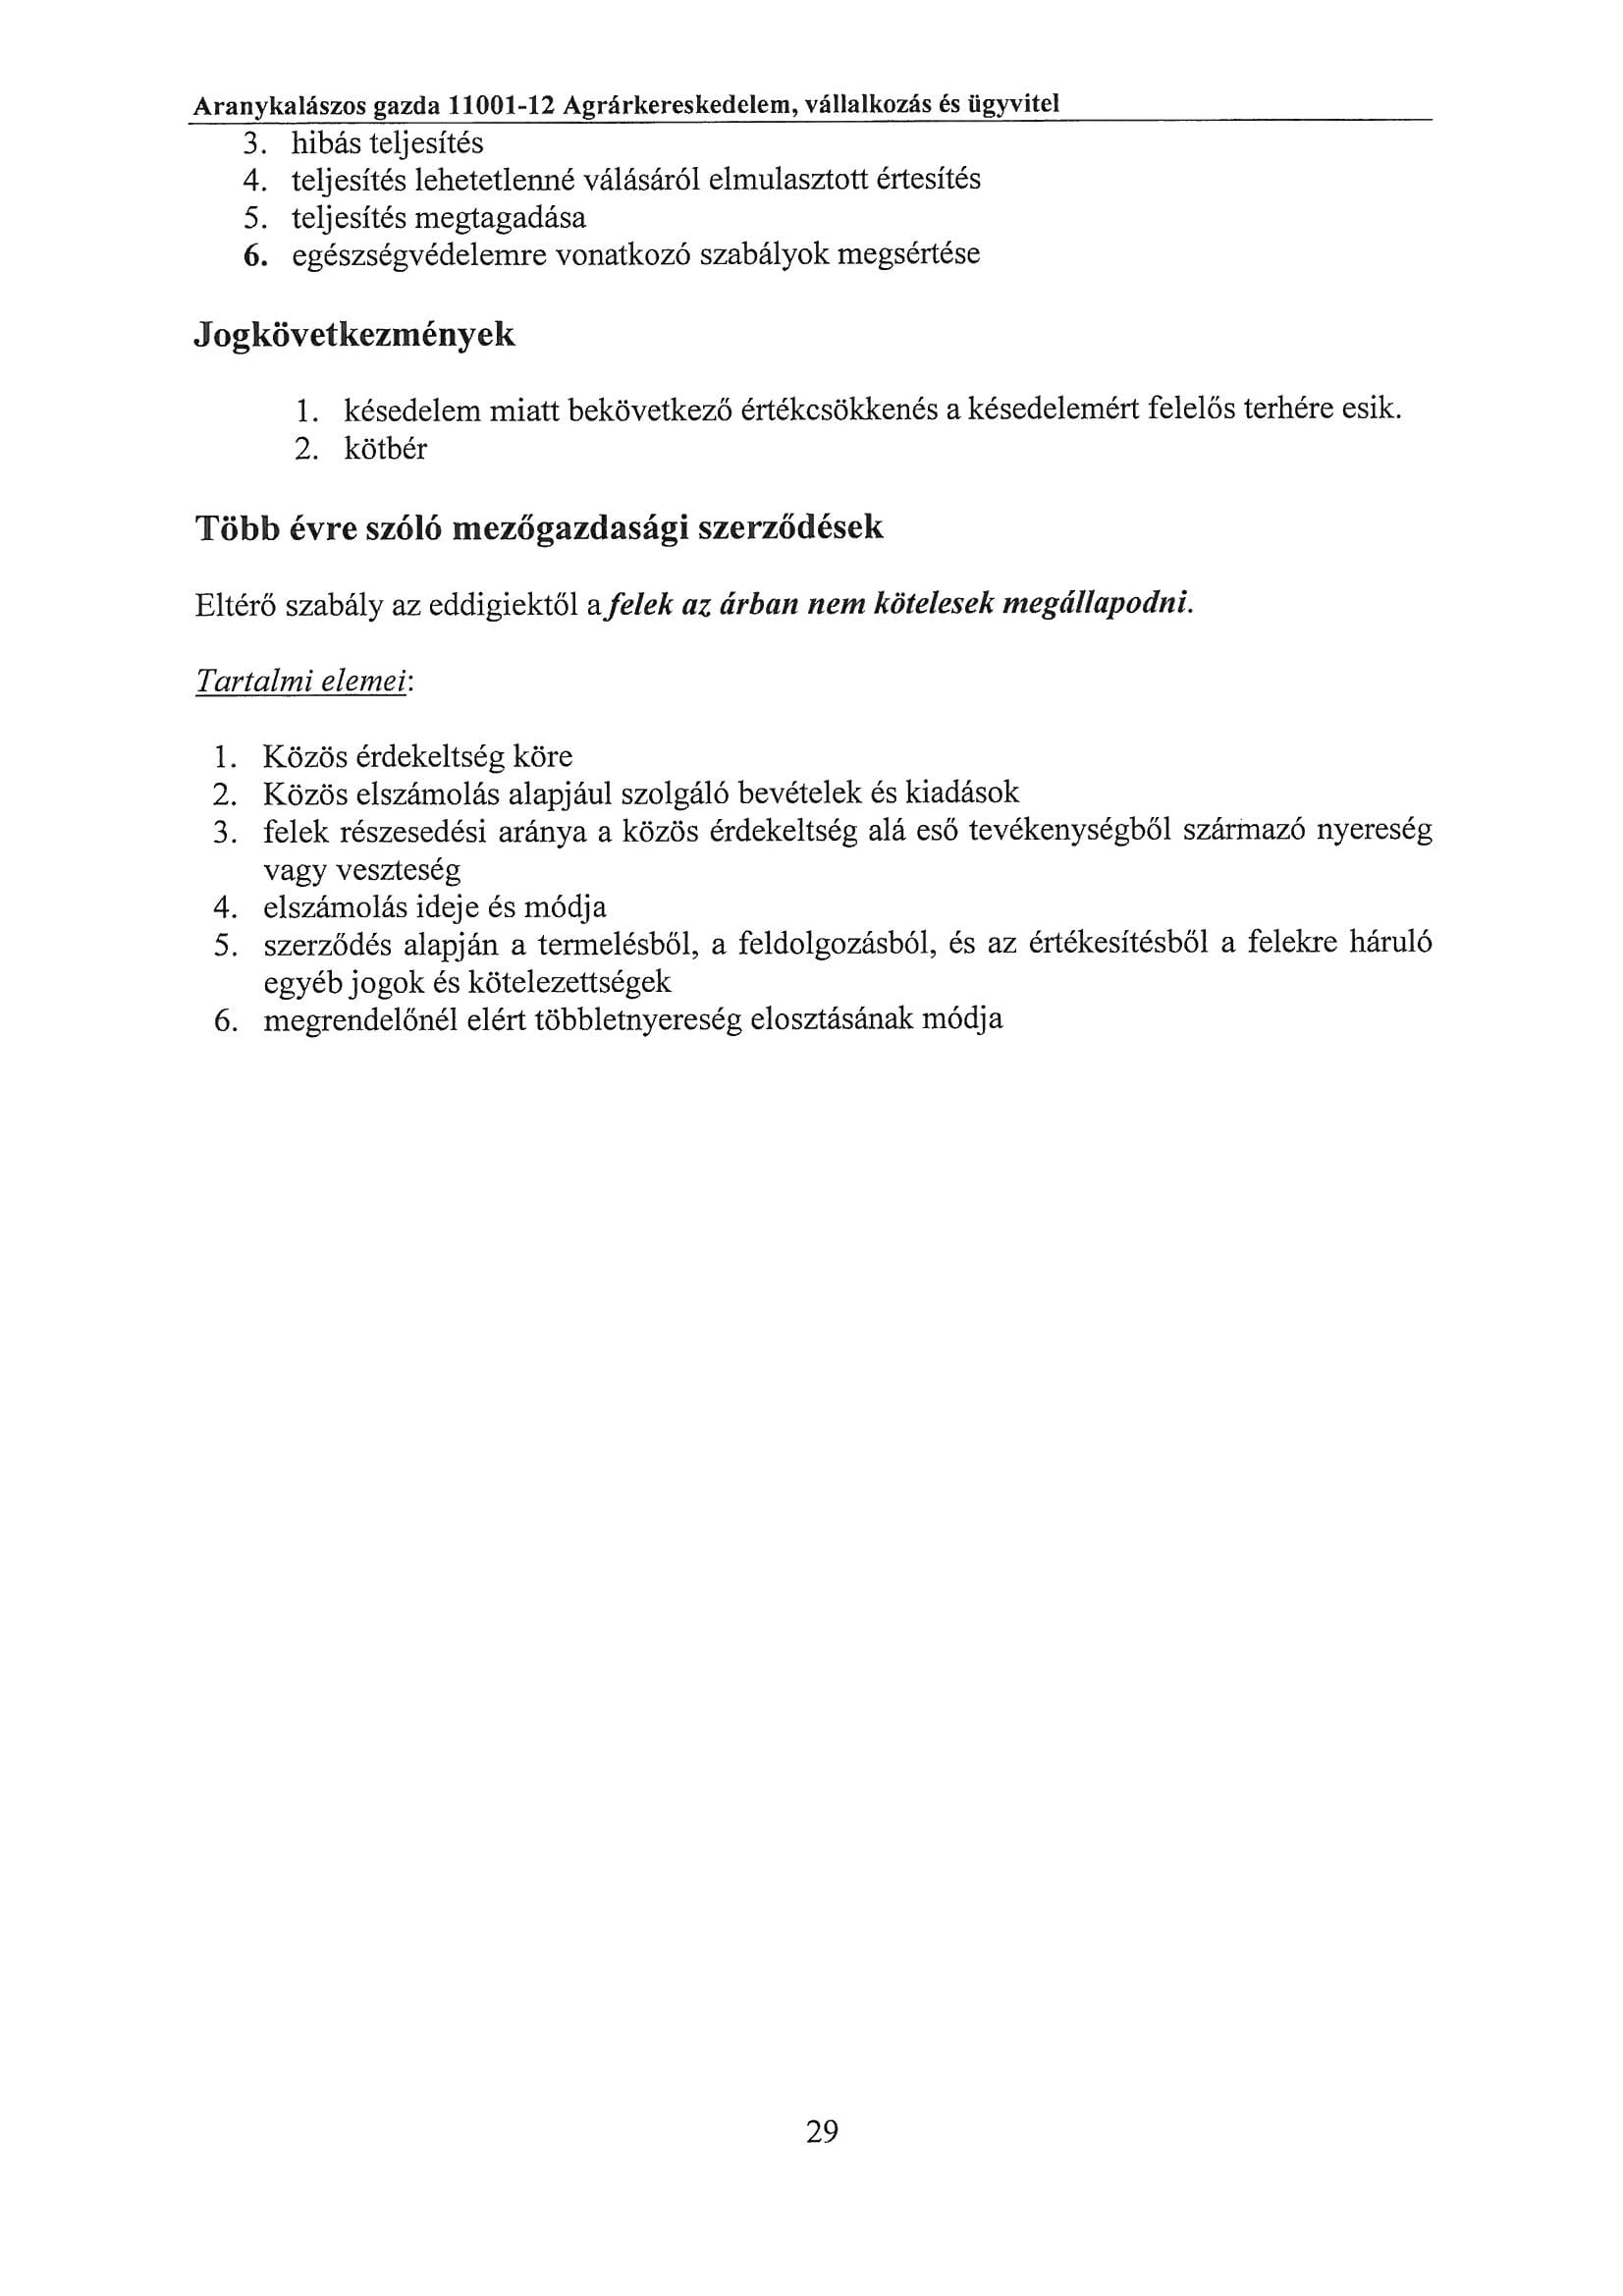 Aranykalászos gazda 11001-12 Agrárkereskedelem, vállalkozás és ügyvitel
3. hibás teljesítés
4. teljesítés lehetetlenné válásáról elmulasztott értesítés
5. teljesítés megtagadása
6. egészségvédelemre vonatkozó szabályok megsértése
Jogkövetkezmények
1. késedelem miatt bekövetkező értékcsökkenés a késedelemért felelős terhére esik.
2. kötbér
Több évre szóló mezőgazdasági szerződések
Eltérő szabály az eddigiektől a felek az árban nem kötelesek megállapodni.
Tartalmi elemei:
1. Közös érdekeltség köre
2. Közös elszámolás alapjául szolgáló bevételek és kiadások
3. felek részesedési aránya a közös érdekeltség alá eső tevékenységből származó nyereség
vagy veszteség
4. elszámolás ideje és módja
5. szerződés alapján a termelésből, a feldolgozásból, és az értékesítésből a felekre háruló
egyéb jogok és kötelezettségek
6. megrendelőnél elért többletnyereség elosztásának módja
29